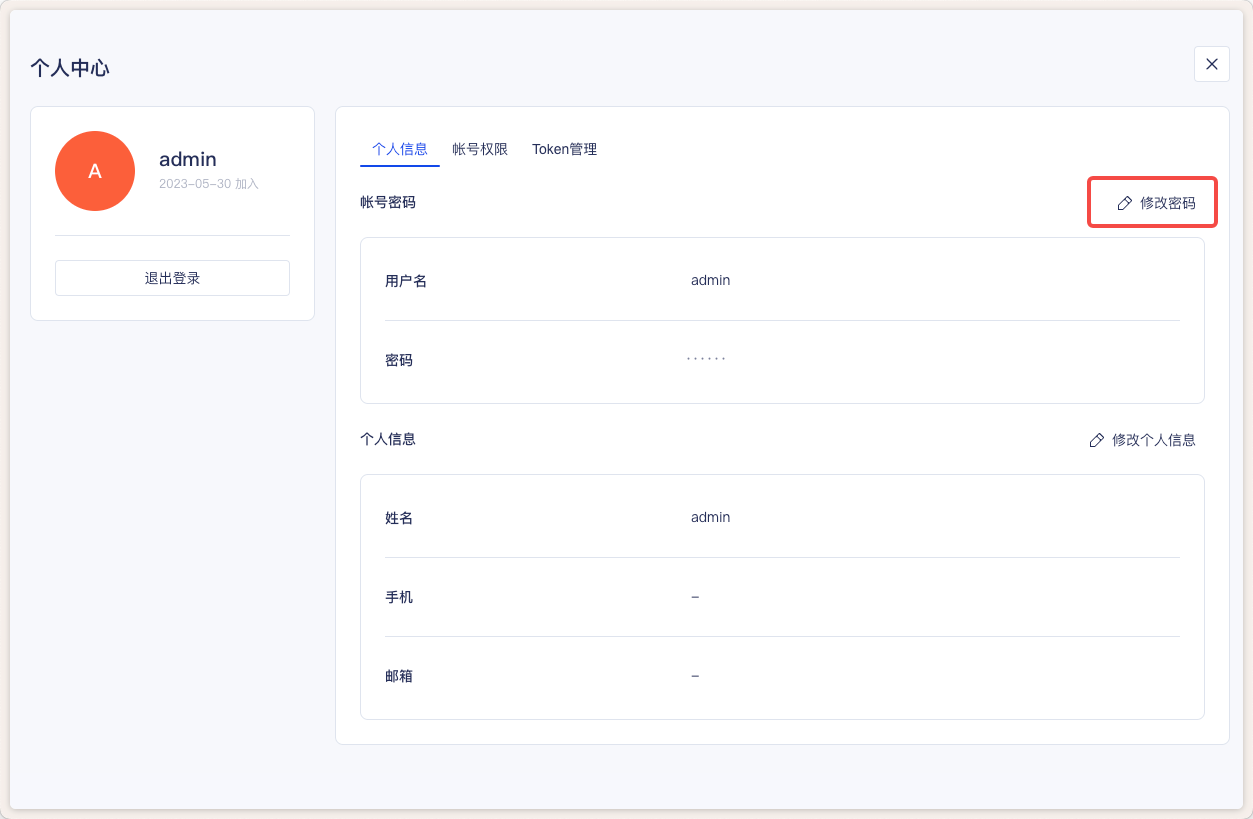 个人中心
A
admin
2023-05-30 加入
退出登录
个人信息 帐号权限 Token管理
帐号密码
修改密码
用户名 admin
密码 ······
个人信息
修改个人信息
姓名 admin
手机 –
邮箱 –